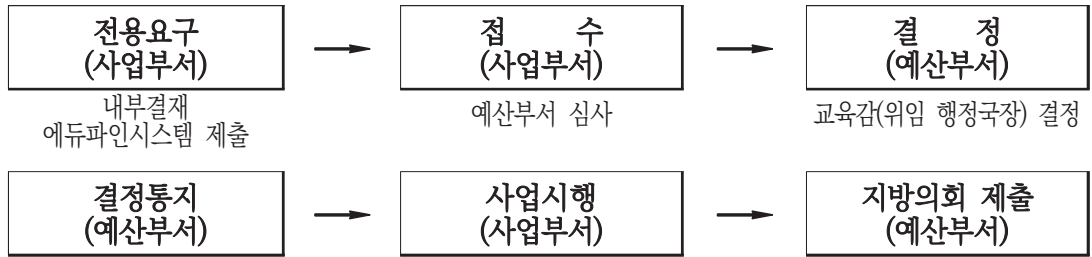 전용요구
(사업부서)
접 수
(사업부서)
결 정
(예산부서)
내부결재
에듀파인시스템 제출
예산부서 심사
교육감(위임 행정국장) 결정
결정통지
(예산부서)
사업시행
(사업부서)
지방의회 제출
(예산부서)